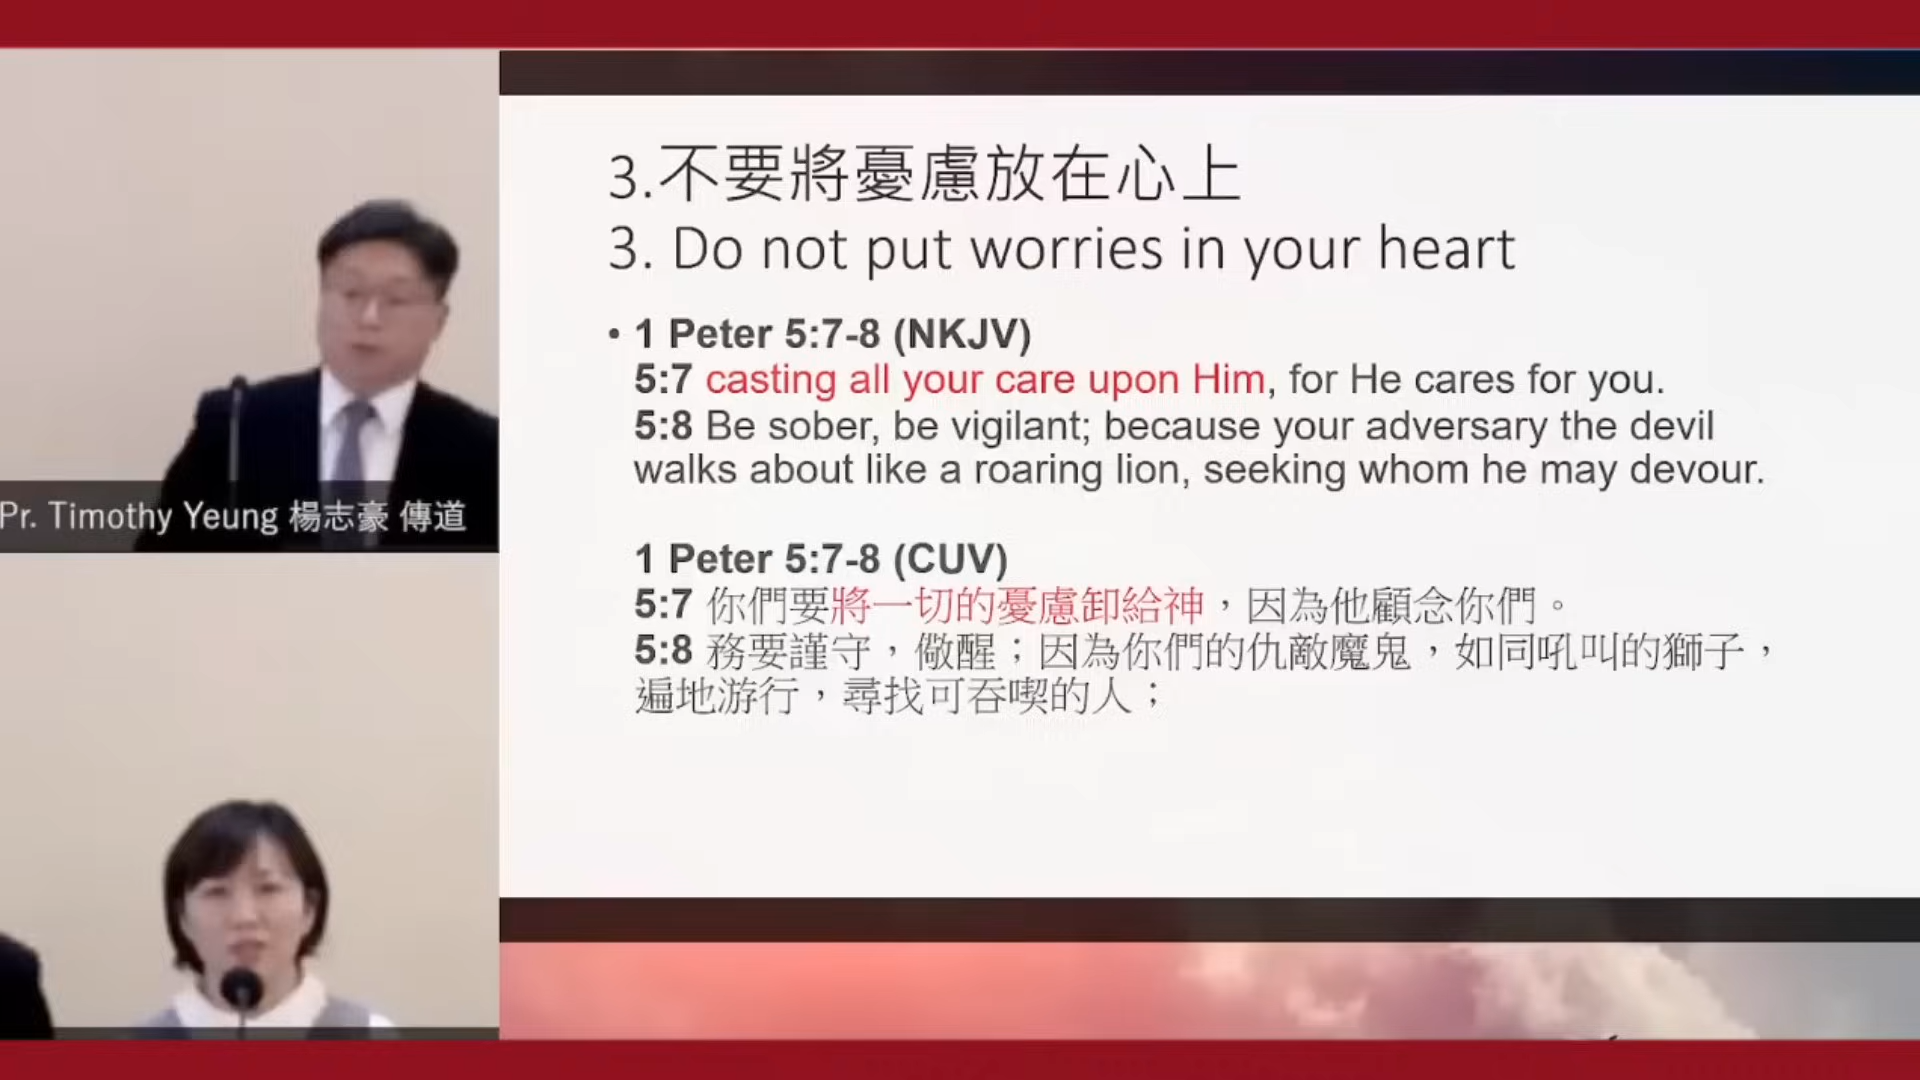 3.不要將憂慮放在心上
3. Do not put worries in your heart
• 1 Peter 5:7-8 (NKJV)
5:7 casting all your care upon Him, for He cares for you.
5:8 Be sober, be vigilant; because your adversary the devil
walks about like a roaring lion, seeking whom he may devour.
1 Peter 5:7-8 (CUV)
5:7 你們要將一切的憂慮卸給神，因為他顧念你們。
5:8 務要謹守，儆醒；因為你們的仇敵魔鬼，如同吼叫的獅子，
遍地游行，尋找可吞喫的人；
Pr. Timothy Yeung 楊志豪 傳道